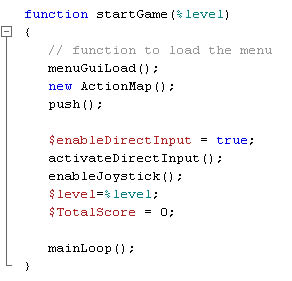 function startGame(%level)
{
// function to load the menu
menuGuiLoad();
new ActionMap();
push();
$enableDirectInput = true;
activateDirectInput();
enableJoystick();
$level=%level;
$TotalScore = 0;
mainLoop();
}